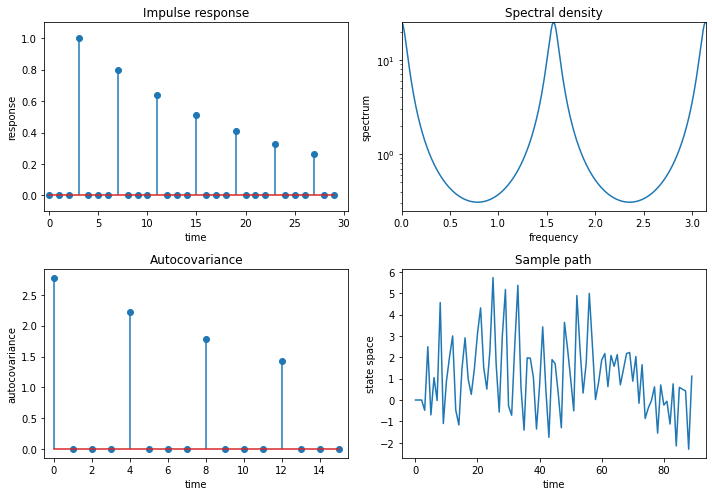 Impulse response
response
1.0
0.8
0.6
0.4
0.2
0.0
0 5 10 15 20 25 30
time
Spectral density
spectrum
10¹
10⁰
0.0 0.5 1.0 1.5 2.0 2.5 3.0
frequency
Autocovariance
autocovariance
2.5
2.0
1.5
1.0
0.5
0.0
0 2 4 6 8 10 12 14
time
Sample path
state space
6
5
4
3
2
1
0
−1
−2
0 20 40 60 80
time